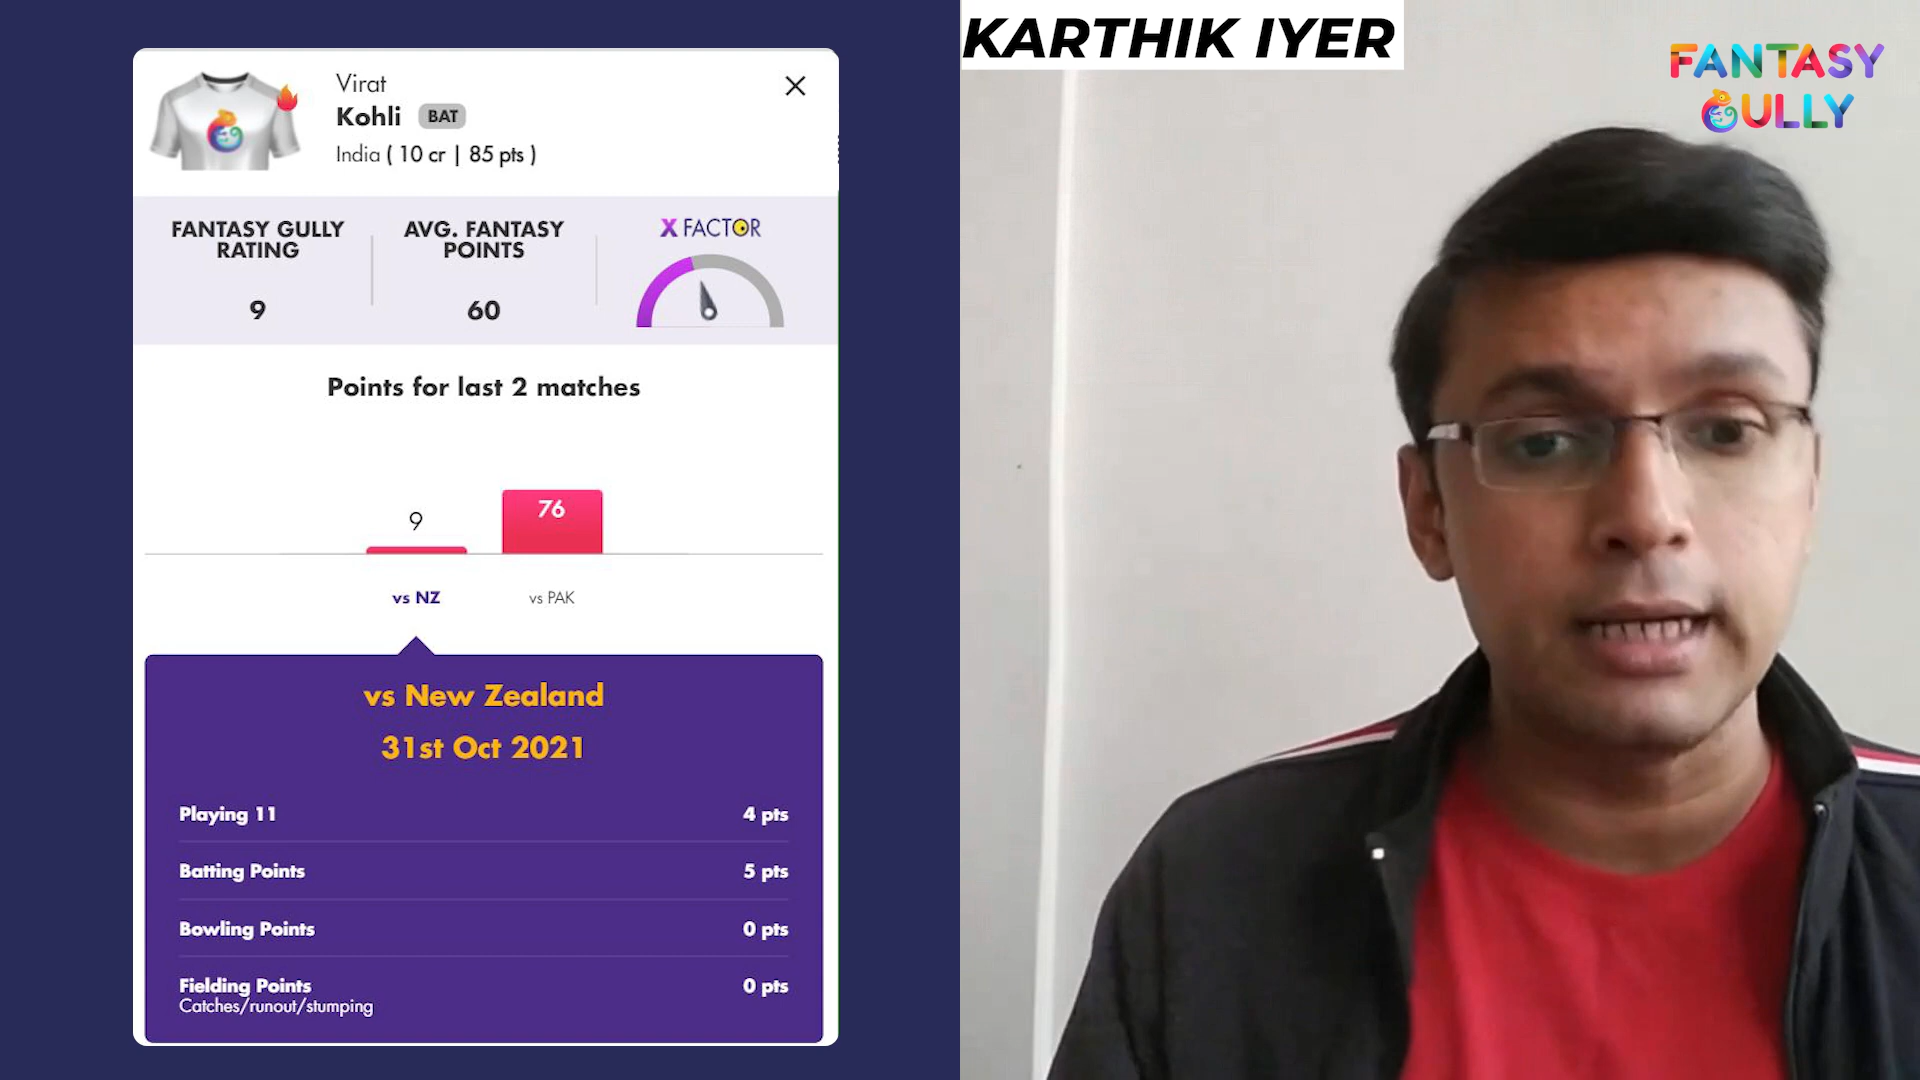 Virat
Kohli BAT
India ( 10 cr | 85 pts )
FANTASY GULLY RATING
9
AVG. FANTASY POINTS
60
X FACTOR
Points for last 2 matches
9
76
vs NZ
vs PAK
vs New Zealand
31st Oct 2021
Playing 11 4 pts
Batting Points 5 pts
Bowling Points 0 pts
Fielding Points 0 pts
Catches/runout/stumping
KARTHIK IYER
FANTASY
GULLY